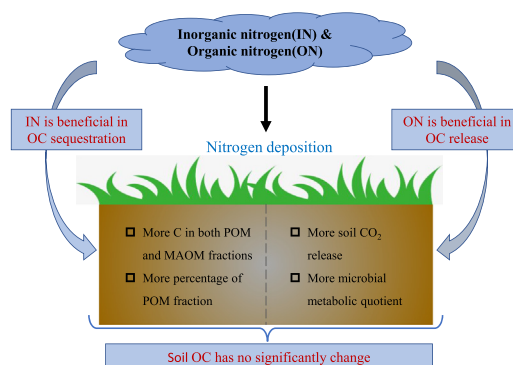 Inorganic nitrogen(IN) &
Organic nitrogen(ON)
IN is beneficial in
OC sequestration
ON is beneficial in
OC release
Nitrogen deposition
More C in both POM
and MAOM fractions
More percentage of
POM fraction
More soil CO₂
release
More microbial
metabolic quotient
Soil OC has no significantly change